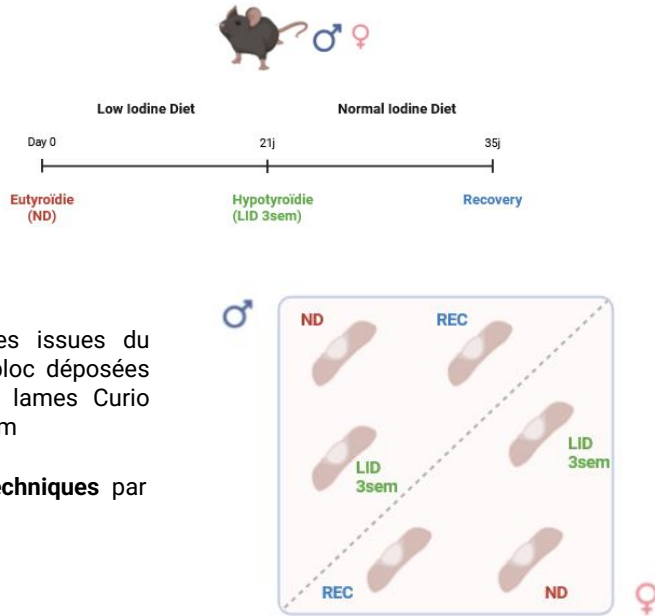 Low Iodine Diet
Normal Iodine Diet
Day 0
21j
35j
Eutyroïdie
(ND)
Hypotyroïdie
(LID 3sem)
Recovery
es issues du
bloc déposées
lames Curio
m
echniques par
ND
REC
LID
3sem
LID
3sem
REC
ND